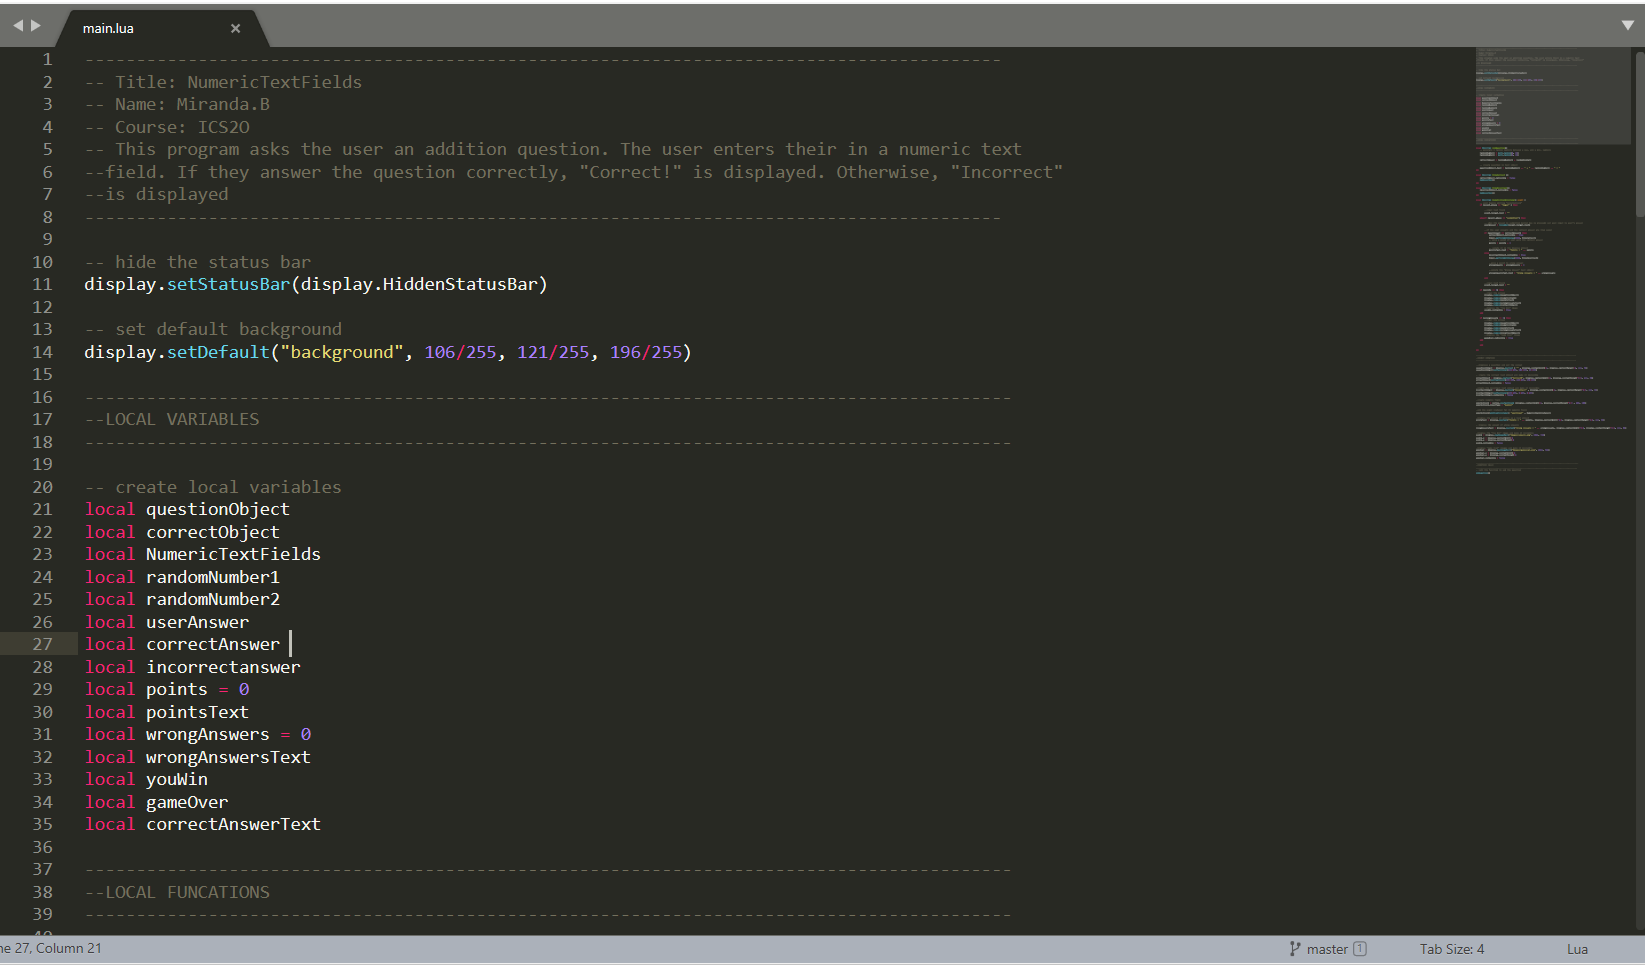 main.lua ×
1 ----------------------------------------------------------------------------------------
2 -- Title: NumericTextFields
3 -- Name: Miranda.B
4 -- Course: ICS2O
5 -- This program asks the user an addition question. The user enters their in a numeric text
6 --field. If they answer the question correctly, "Correct!" is displayed. Otherwise, "Incorrect"
7 --is displayed
8 ----------------------------------------------------------------------------------------
9
10 -- hide the status bar
11 display.setStatusBar(display.HiddenStatusBar)
12
13 -- set default background
14 display.setDefault("background", 106/255, 121/255, 196/255)
15
16 -----------------------------------------------------------------------------------------
17 --LOCAL VARIABLES
18 -----------------------------------------------------------------------------------------
19
20 -- create local variables
21 local questionObject
22 local correctObject
23 local NumericTextFields
24 local randomNumber1
25 local randomNumber2
26 local userAnswer
27 local correctAnswer
28 local incorrectanswer
29 local points = 0
30 local pointsText
31 local wrongAnswers = 0
32 local wrongAnswersText
33 local youWin
34 local gameOver
35 local correctAnswerText
36
37 -----------------------------------------------------------------------------------------
38 --LOCAL FUNCATIONS
39 -----------------------------------------------------------------------------------------
ne 27, Column 21 master 1 Tab Size: 4 Lua